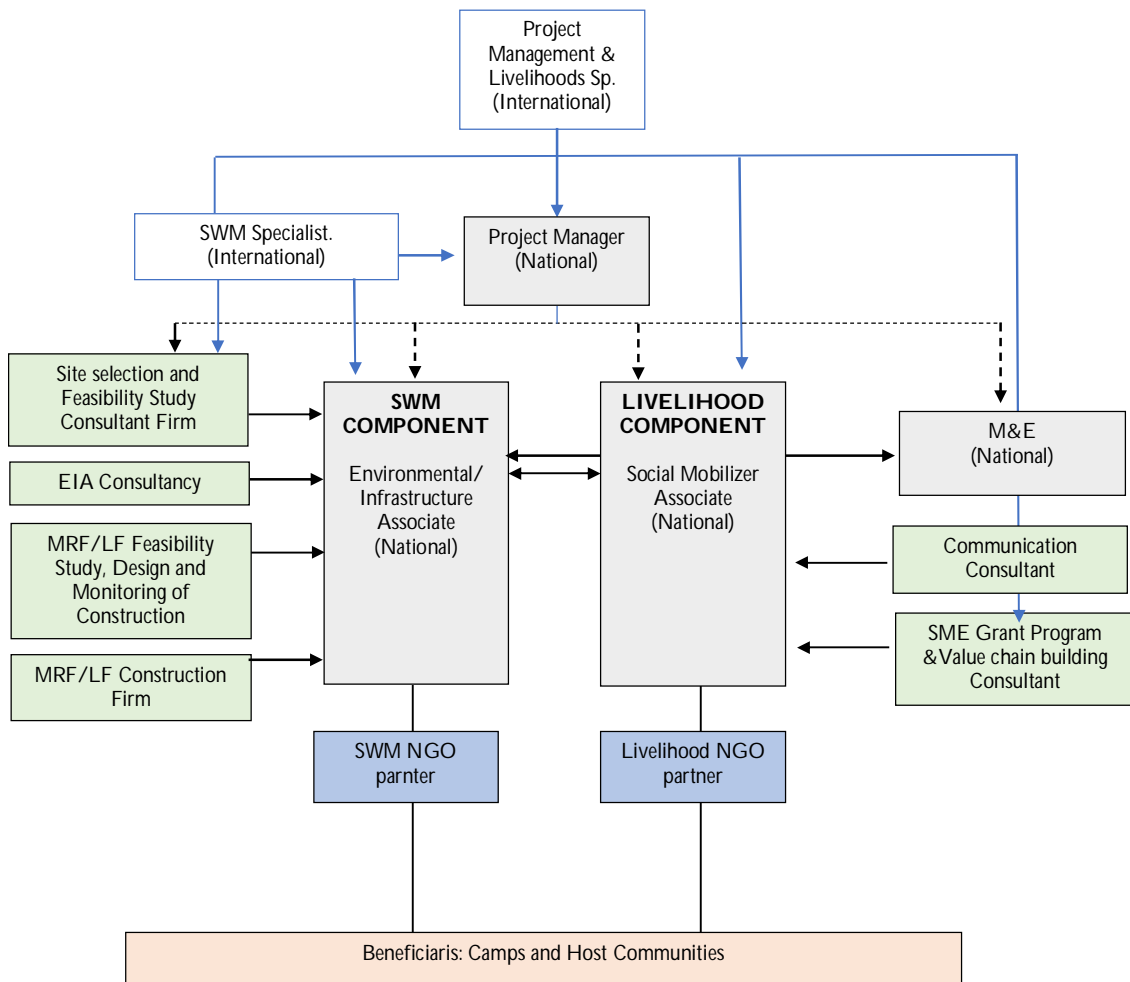 Project
Management &
Livelihoods Sp.
(International)
SWM Specialist.
(International)
Project Manager
(National)
Site selection and
Feasibility Study
Consultant Firm
EIA Consultancy
MRF/LF Feasibility
Study, Design and
Monitoring of
Construction
MRF/LF Construction
Firm
SWM
COMPONENT
Environmental/
Infrastructure
Associate
(National)
LIVELIHOOD
COMPONENT
Social Mobilizer
Associate
(National)
M&E
(National)
Communication
Consultant
SME Grant Program
&Value chain building
Consultant
SWM NGO
parnter
Livelihood NGO
partner
Beneficiaris: Camps and Host Communities